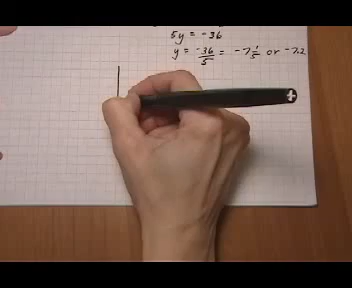 5y = -36
y = -36/5 = -7 1/5 or -7.2